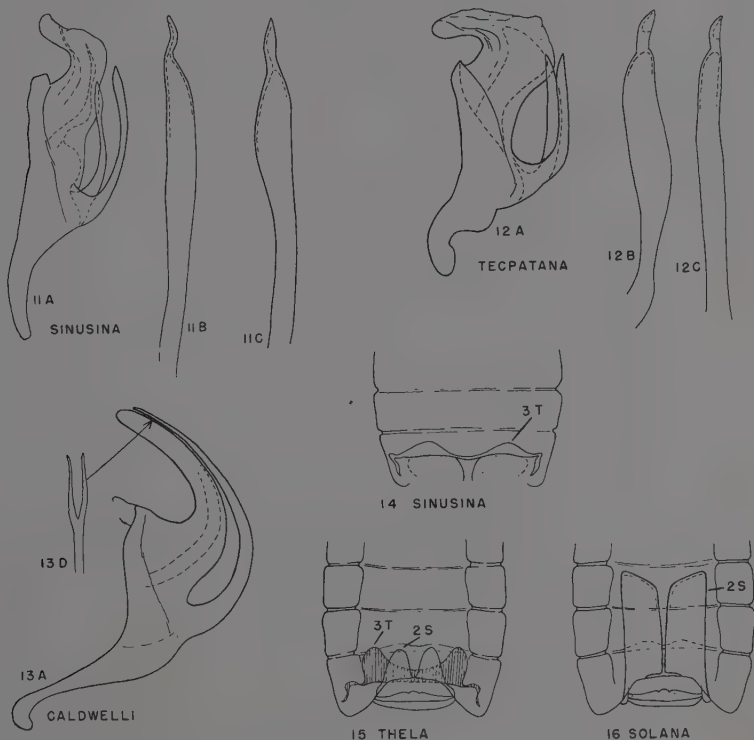 11A
SINUSINA
11B
11C
12A
TECPATANA
12B
12C
3T
14 SINUSINA
13D
13A
CALDWELLI
3T
2S
15 THELA
2S
16 SOLANA